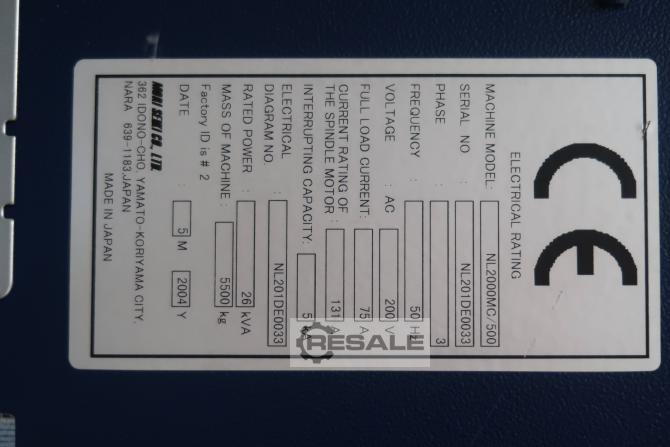 CE
ELECTRICAL RATING
MACHINE MODEL: NL2000MC/500
SERIAL NO : NL201DE0033
PHASE : 3
FREQUENCY : 50 Hz
VOLTAGE : AC 200 V
FULL LOAD CURRENT: 75 A
CURRENT RATING OF
THE SPINDLE MOTOR : 131 A
INTERRUPTING CAPACITY: 5 kA
ELECTRICAL
DIAGRAM NO. : NL201DE0033
RATED POWER : 26 kVA
MASS OF MACHINE : 5500 kg
Factory ID is # 2
DATE : 5 M 2004 Y
MORI SEIKI CO., LTD.
362 IDONO-CHO, YAMATO-KORIYAMA CITY,
NARA 639-1183,JAPAN
MADE IN JAPAN
RESALE